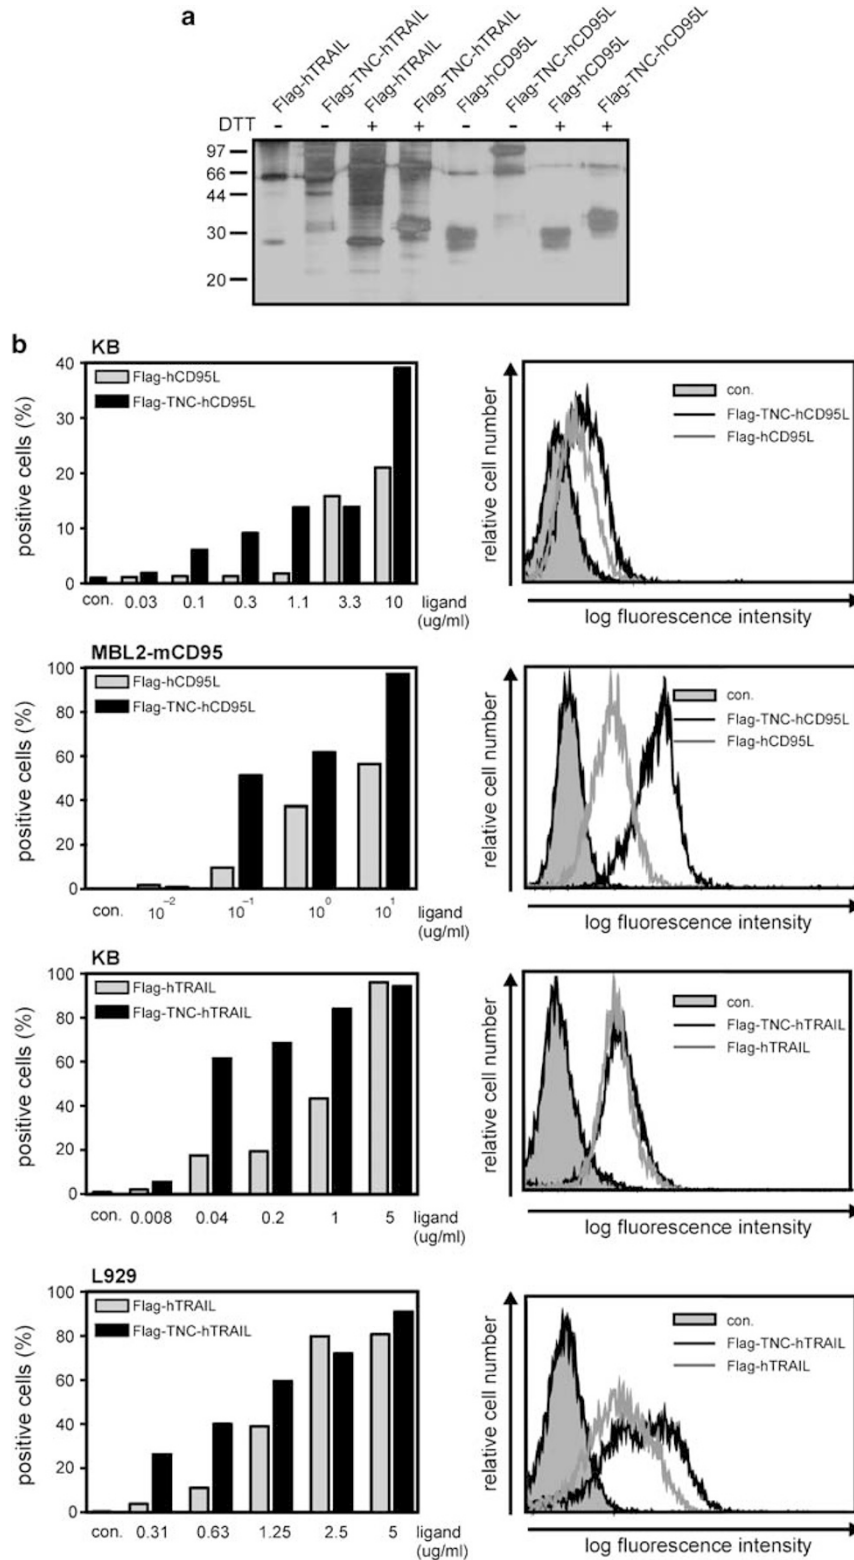 a
Flag-hTRAIL
Flag-TNC-hTRAIL
Flag-hTRAIL
Flag-TNC-hTRAIL
Flag-hCD95L
Flag-TNC-hCD95L
Flag-hCD95L
Flag-TNC-hCD95L
DTT - - + + - - + +
97
66
44
30
20
b
KB
40
30
20
10
0
positive cells (%)
Flag-hCD95L
Flag-TNC-hCD95L
con. 0.03 0.1 0.3 1.1 3.3 10 ligand
(ug/ml)
relative cell number
con.
Flag-TNC-hCD95L
Flag-hCD95L
log fluorescence intensity
MBL2-mCD95
100
80
60
40
20
0
positive cells (%)
Flag-hCD95L
Flag-TNC-hCD95L
con. 10⁻² 10⁻¹ 10⁰ 10¹ ligand
(ug/ml)
relative cell number
con.
Flag-TNC-hCD95L
Flag-hCD95L
log fluorescence intensity
KB
100
80
60
40
20
0
positive cells (%)
Flag-hTRAIL
Flag-TNC-hTRAIL
con. 0.008 0.04 0.2 1 5 ligand
(ug/ml)
relative cell number
con.
Flag-TNC-hTRAIL
Flag-hTRAIL
log fluorescence intensity
L929
100
80
60
40
20
0
positive cells (%)
Flag-hTRAIL
Flag-TNC-hTRAIL
con. 0.31 0.63 1.25 2.5 5 ligand
(ug/ml)
relative cell number
con.
Flag-TNC-hTRAIL
Flag-hTRAIL
log fluorescence intensity